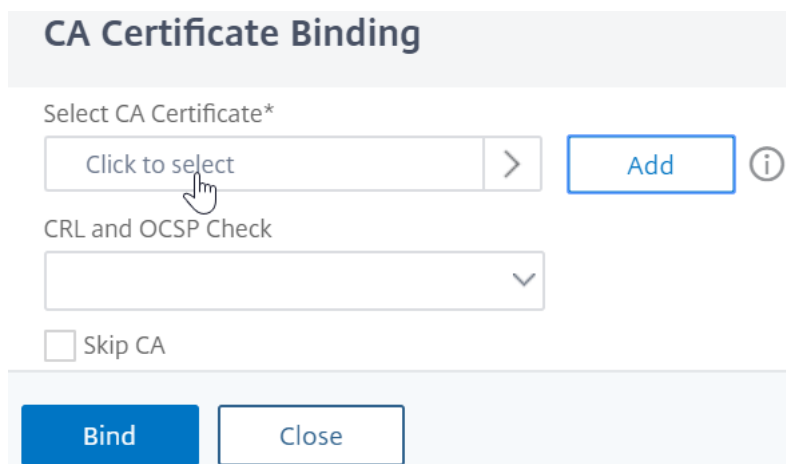 CA Certificate Binding
Select CA Certificate*
Click to select Add
CRL and OCSP Check
Skip CA
Bind Close